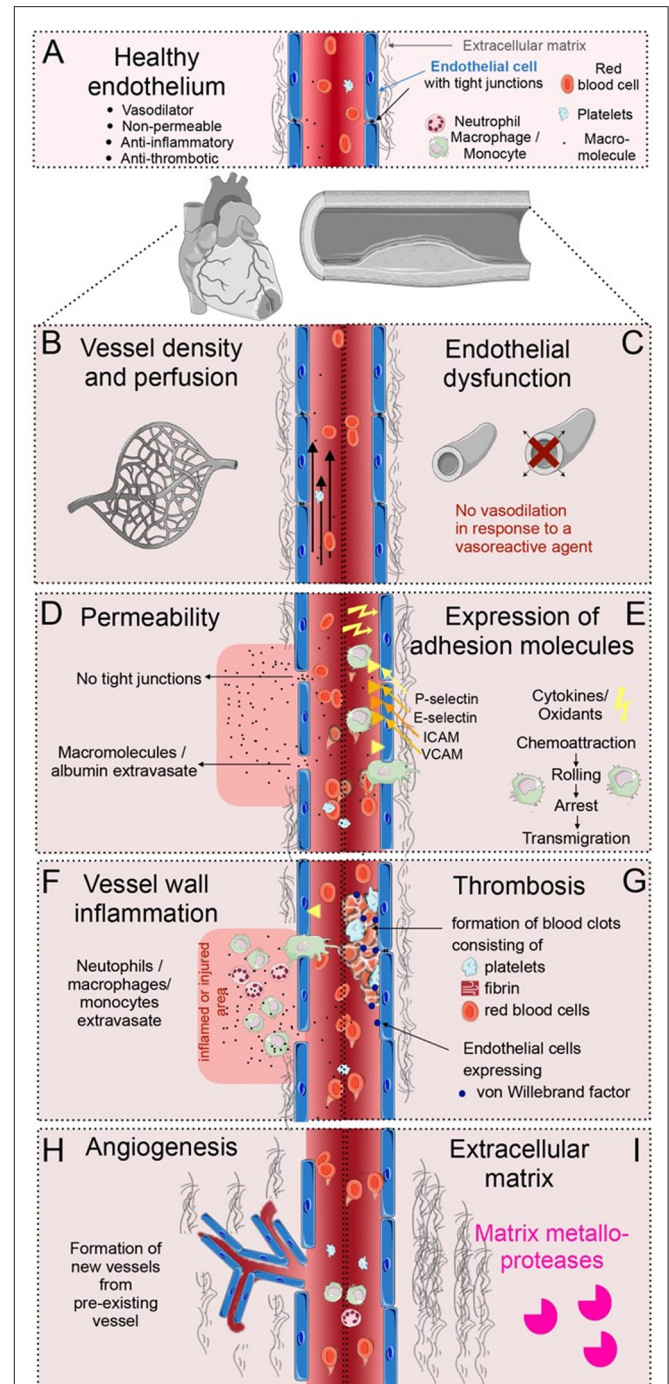 A
Healthy
endothelium
• Vasodilator
• Non-permeable
• Anti-inflammatory
• Anti-thrombotic
Extracellular matrix
Endothelial cell
with tight junctions
Red
blood cell
Neutrophil
Macrophage /
Monocyte
Platelets
Macro-
molecule
B
Vessel density
and perfusion
Endothelial
dysfunction
C
No vasodilation
in response to a
vasoreactive agent
D
Permeability
No tight junctions
Macromolecules /
albumin extravasate
Expression of
adhesion molecules
E
P-selectin
E-selectin
ICAM
VCAM
Cytokines/
Oxidants
Chemoattraction
Rolling
Arrest
Transmigration
F
Vessel wall
inflammation
Neutophils /
macrophages/
monocytes
extravasate
inflamed or injured
area
Thrombosis
G
formation of blood clots
consisting of
platelets
fibrin
red blood cells
Endothelial cells
expressing
• von Willebrand factor
H
Angiogenesis
Formation of
new vessels
from
pre-existing
vessel
Extracellular
matrix
I
Matrix metallo-
proteases